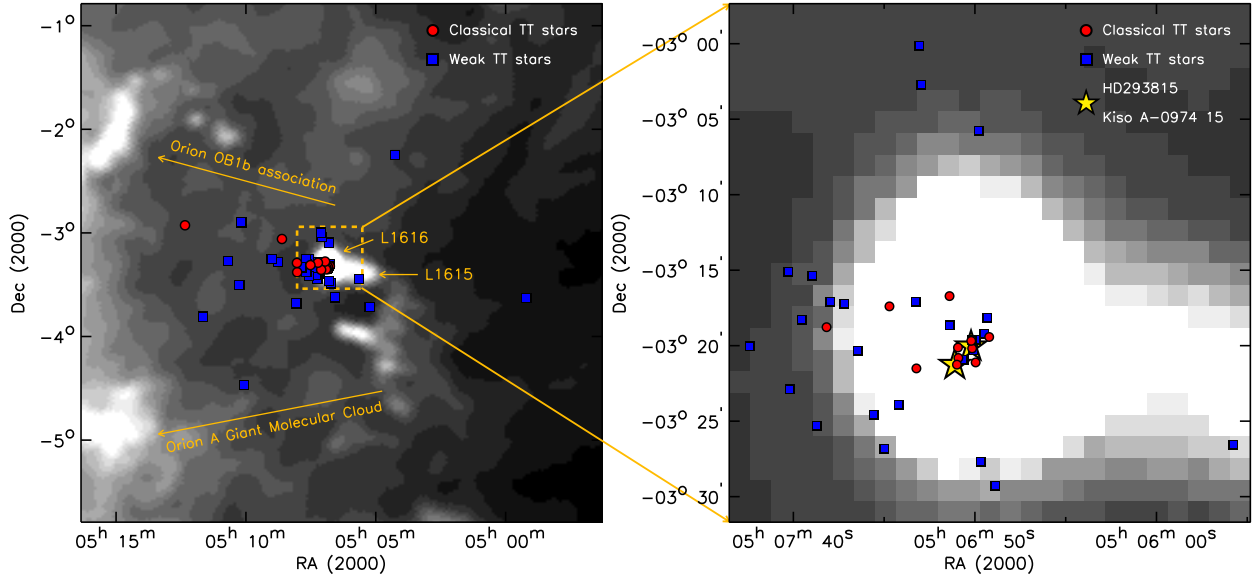 Classical TT stars
Weak TT stars
Orion OB1b association
L1616
L1615
Orion A Giant Molecular Cloud
−1°
−2°
−3°
−4°
−5°
Dec (2000)
05ʰ 15ᵐ 05ʰ 10ᵐ 05ʰ 05ᵐ 05ʰ 00ᵐ
RA (2000)
Classical TT stars
Weak TT stars
HD293815
Kiso A−0974 15
−03° 00'
−03° 05'
−03° 10'
−03° 15'
−03° 20'
−03° 25'
−03° 30'
Dec (2000)
05ʰ 07ᵐ 40ˢ 05ʰ 06ᵐ 50ˢ 05ʰ 06ᵐ 00ˢ
RA (2000)